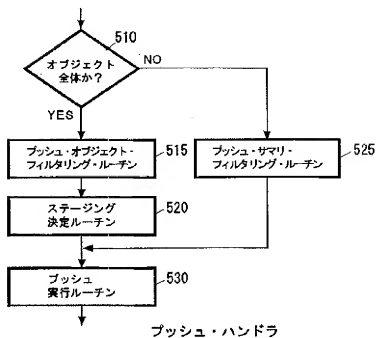 510
オブジェクト
全体か?
NO
YES
プッシュ・オブジェクト-
フィルタリング・ルーチン
515
プッシュ・サマリ-
フィルタリング・ルーチン
525
ステージング
決定ルーチン
520
プッシュ
実行ルーチン
530
プッシュ・ハンドラ